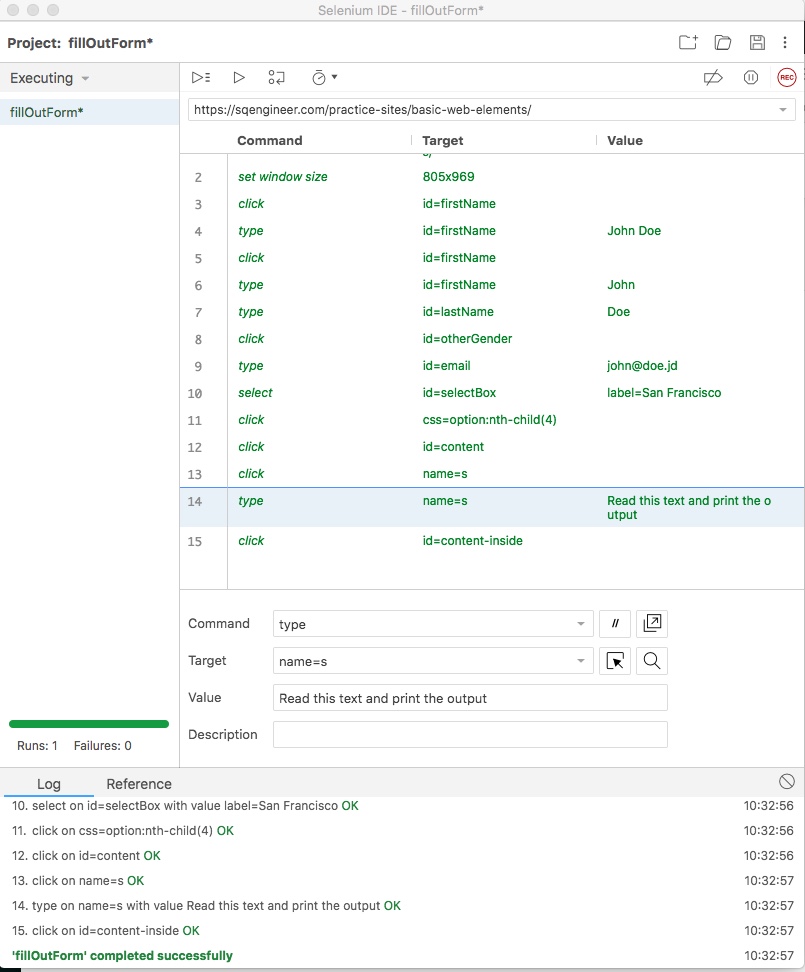 Selenium IDE - fillOutForm*
Project: fillOutForm*
Executing
fillOutForm*
REC
https://sqengineer.com/practice-sites/basic-web-elements/
Command Target Value
2 set window size 805x969
3 click id=firstName
4 type id=firstName John Doe
5 click id=firstName
6 type id=firstName John
7 type id=lastName Doe
8 click id=otherGender
9 type id=email john@doe.jd
10 select id=selectBox label=San Francisco
11 click css=option:nth-child(4)
12 click id=content
13 click name=s
14 type name=s Read this text and print the o
utput
15 click id=content-inside
Command type //
Target name=s
Value Read this text and print the output
Description
Runs: 1 Failures: 0
Log Reference
10. select on id=selectBox with value label=San Francisco OK 10:32:56
11. click on css=option:nth-child(4) OK 10:32:56
12. click on id=content OK 10:32:56
13. click on name=s OK 10:32:57
14. type on name=s with value Read this text and print the output OK 10:32:57
15. click on id=content-inside OK 10:32:57
'fillOutForm' completed successfully 10:32:57